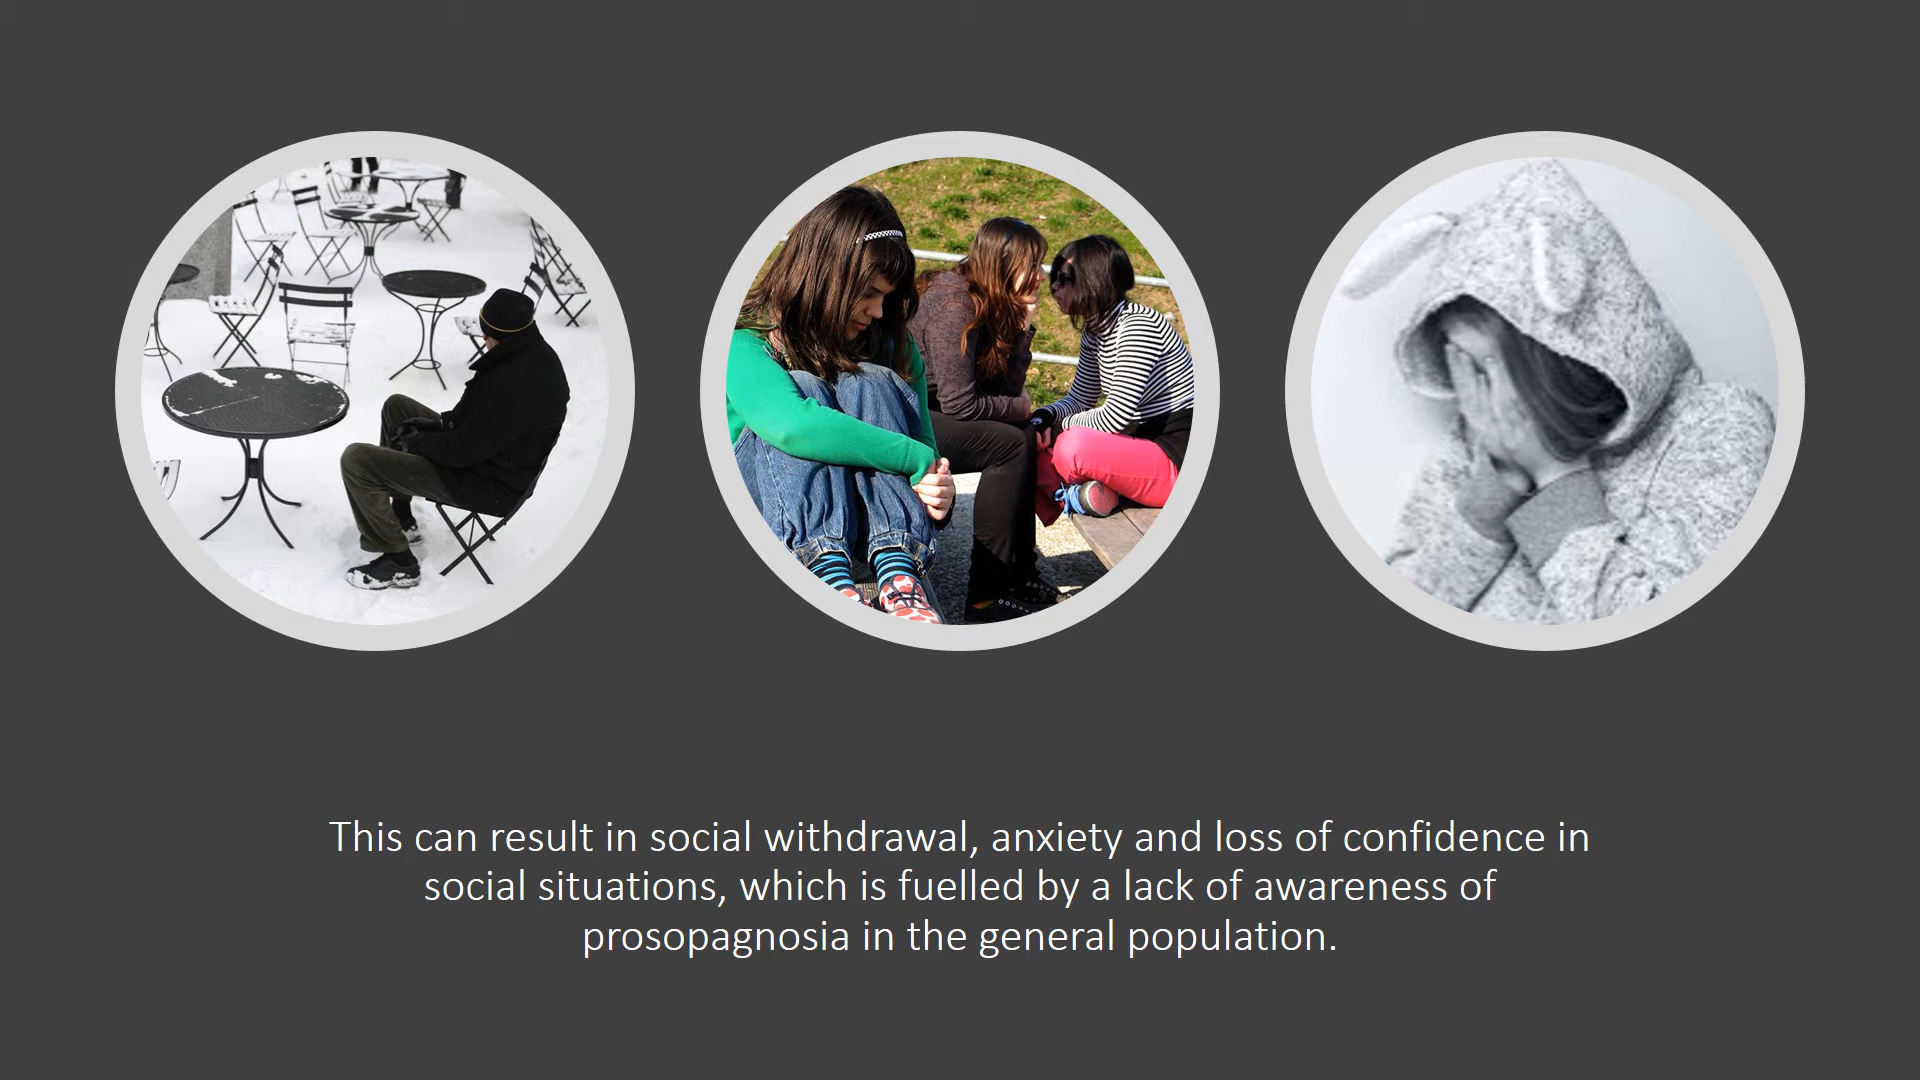 This can result in social withdrawal, anxiety and loss of confidence in
social situations, which is fuelled by a lack of awareness of
prosopagnosia in the general population.